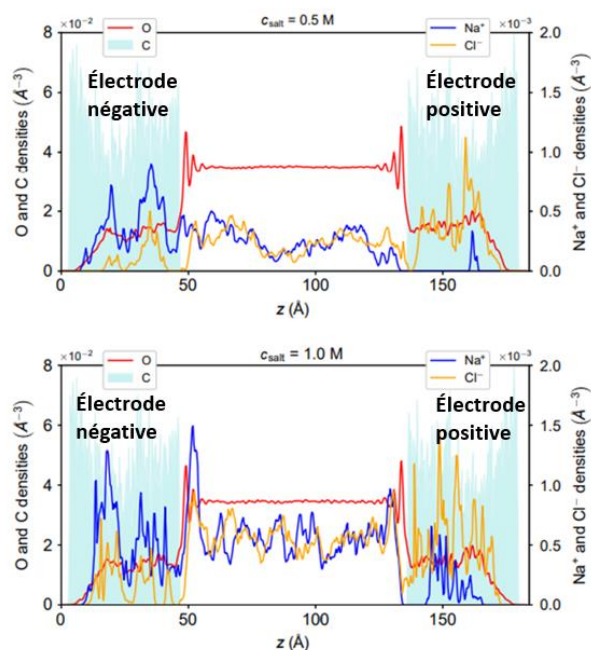 c_salt = 0.5 M
×10⁻²
O
C
Na⁺
Cl⁻
×10⁻³
8
6
4
2
0
O and C densities (Å⁻³)
Électrode
négative
Électrode
positive
2.0
1.5
1.0
0.5
0.0
Na⁺ and Cl⁻ densities (Å⁻³)
0 50 100 150
z (Å)
c_salt = 1.0 M
×10⁻²
O
C
Na⁺
Cl⁻
×10⁻³
8
6
4
2
0
O and C densities (Å⁻³)
Électrode
négative
Électrode
positive
2.0
1.5
1.0
0.5
0.0
Na⁺ and Cl⁻ densities (Å⁻³)
0 50 100 150
z (Å)